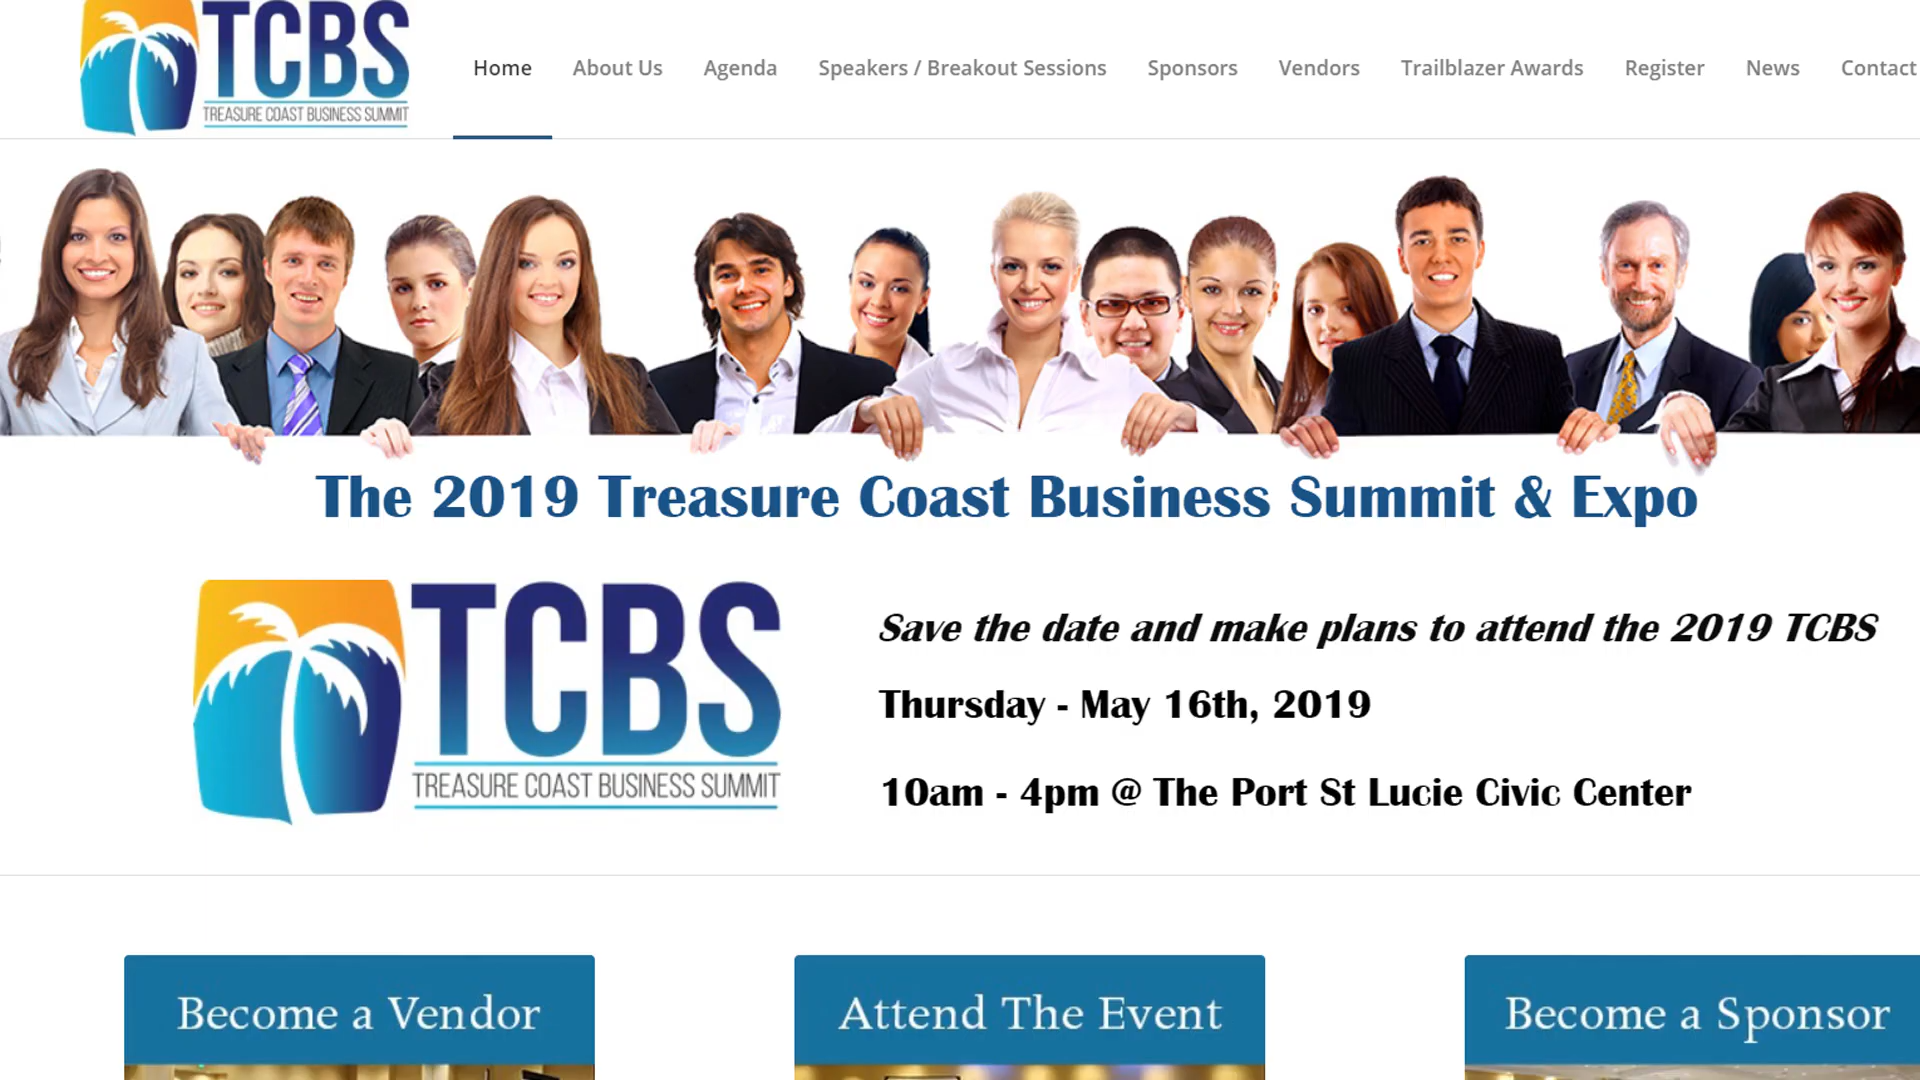 TCBS
TREASURE COAST BUSINESS SUMMIT
Home About Us Agenda Speakers / Breakout Sessions Sponsors Vendors Trailblazer Awards Register News Contact
The 2019 Treasure Coast Business Summit & Expo
TCBS
TREASURE COAST BUSINESS SUMMIT
Save the date and make plans to attend the 2019 TCBS
Thursday - May 16th, 2019
10am - 4pm @ The Port St Lucie Civic Center
Become a Vendor
Attend The Event
Become a Sponsor